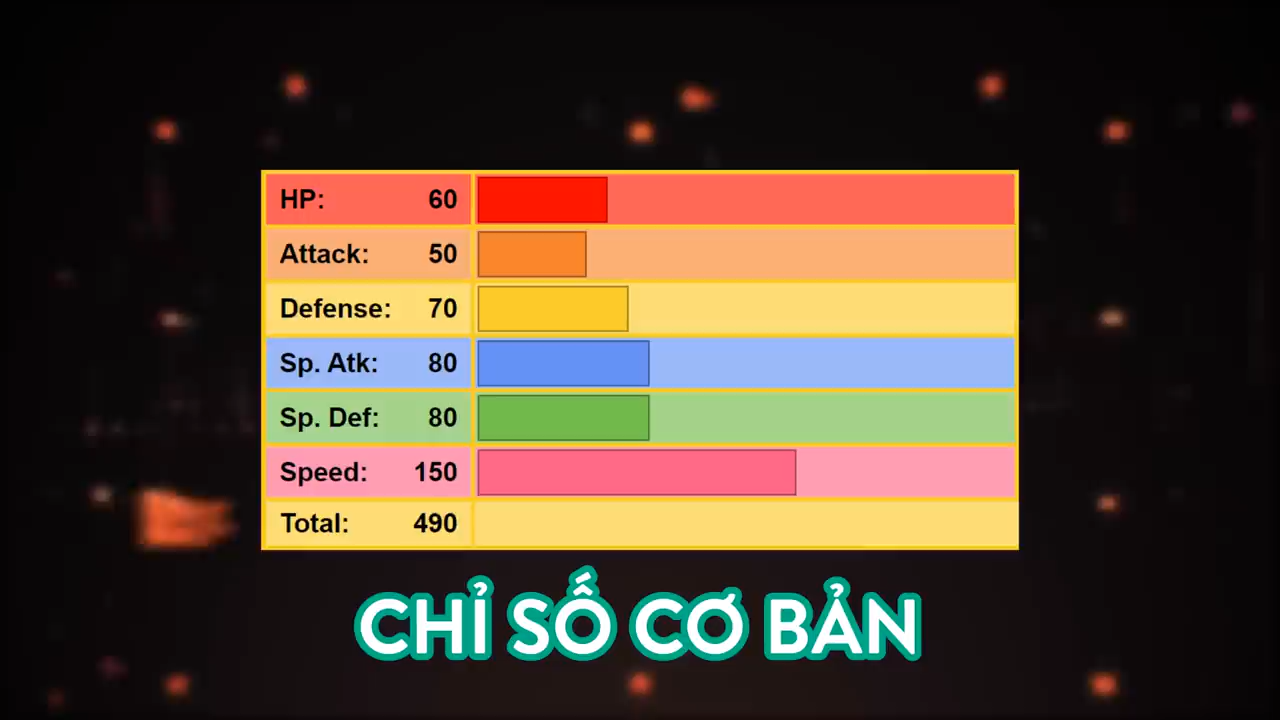 HP: 60
Attack: 50
Defense: 70
Sp. Atk: 80
Sp. Def: 80
Speed: 150
Total: 490
CHỈ SỐ CƠ BẢN